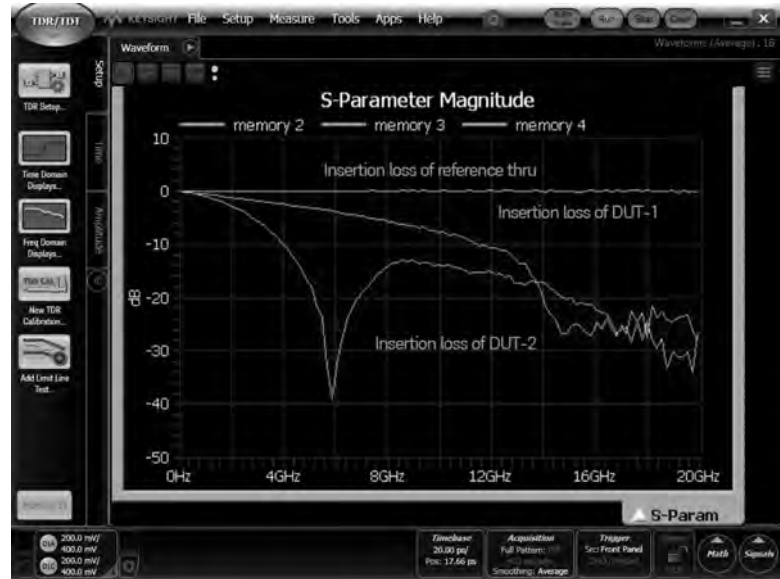 TDR/TDT
KEYSIGHT File Setup Measure Tools Apps Help
Run Stop
X
Waveform
Waveforms (Average) : 16
Setup
Time
Amplitude
TDR Setup...
Time Domain
Displays...
Freq Domain
Displays...
New TDR
Calibration...
Add Limit Line
Test...
S-Parameter Magnitude
memory 2 memory 3 memory 4
Insertion loss of reference thru
Insertion loss of DUT-1
Insertion loss of DUT-2
dB
10
0
-10
-20
-30
-40
-50
0Hz 4GHz 8GHz 12GHz 16GHz 20GHz
S-Param
200.0 mV/
400.0 mV
200.0 mV/
400.0 mV
Timebase
20.00 ps/
Pos: 17.66 ps
Acquisition
Full Pattern:
Smoothing: Average
Trigger
Src: Front Panel
Math
Signals